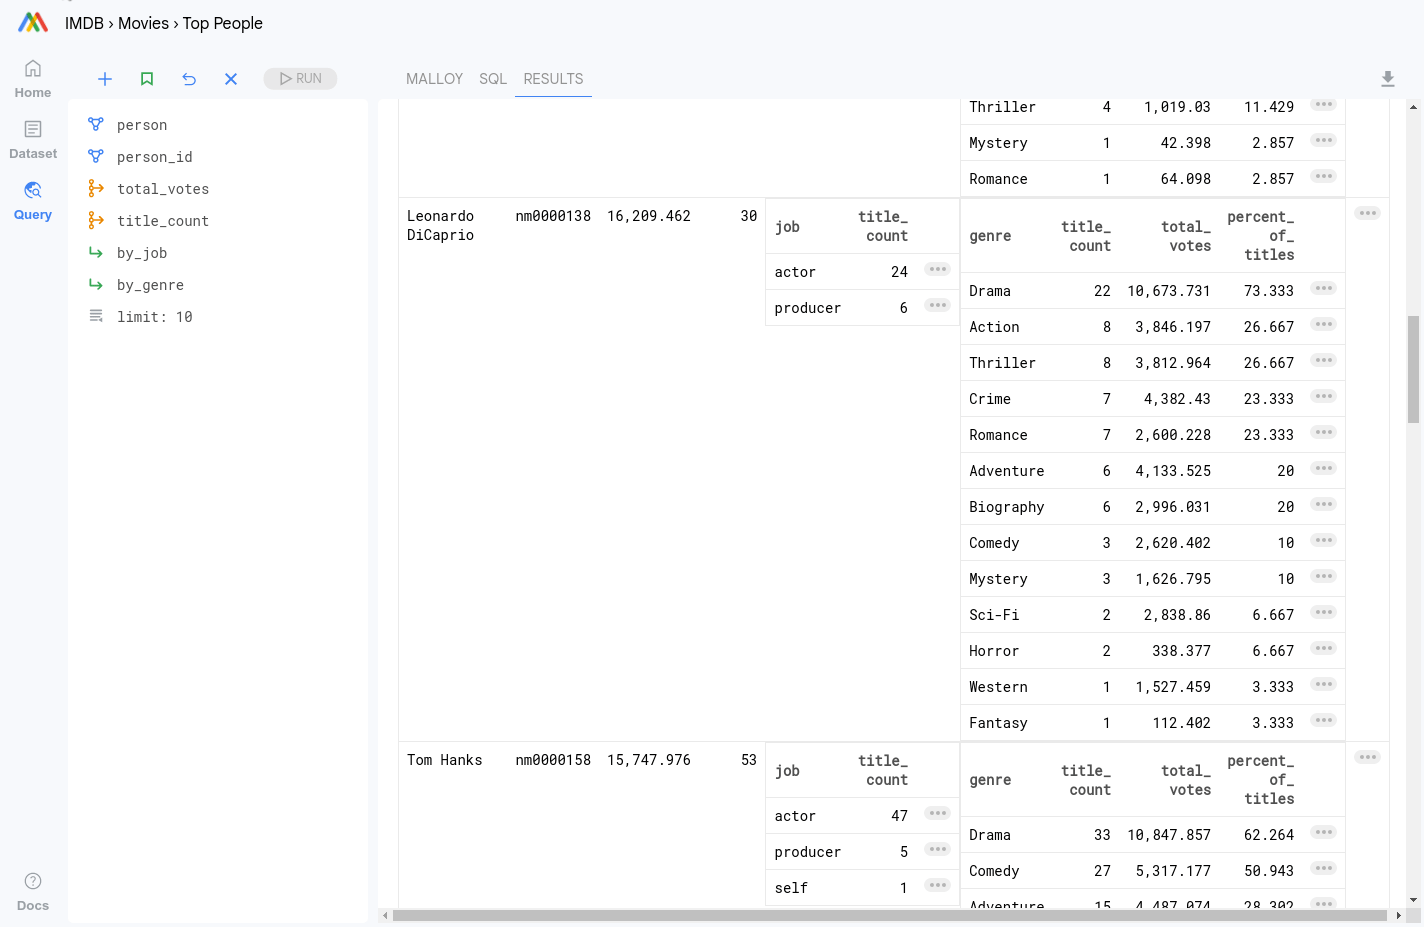 IMDB › Movies › Top People
Home
Dataset
Query
Docs
RUN
person
person_id
total_votes
title_count
by_job
by_genre
limit: 10
MALLOY SQL RESULTS
Thriller 4 1,019.03 11.429
Mystery 1 42.398 2.857
Romance 1 64.098 2.857
Leonardo DiCaprio nm0000138 16,209.462 30
job title_count
actor 24
producer 6
genre title_count total_votes percent_of_titles
Drama 22 10,673.731 73.333
Action 8 3,846.197 26.667
Thriller 8 3,812.964 26.667
Crime 7 4,382.43 23.333
Romance 7 2,600.228 23.333
Adventure 6 4,133.525 20
Biography 6 2,996.031 20
Comedy 3 2,620.402 10
Mystery 3 1,626.795 10
Sci-Fi 2 2,838.86 6.667
Horror 2 338.377 6.667
Western 1 1,527.459 3.333
Fantasy 1 112.402 3.333
Tom Hanks nm0000158 15,747.976 53
job title_count
actor 47
producer 5
self 1
genre title_count total_votes percent_of_titles
Drama 33 10,847.857 62.264
Comedy 27 5,317.177 50.943
Adventure 15 4,487.074 28.302